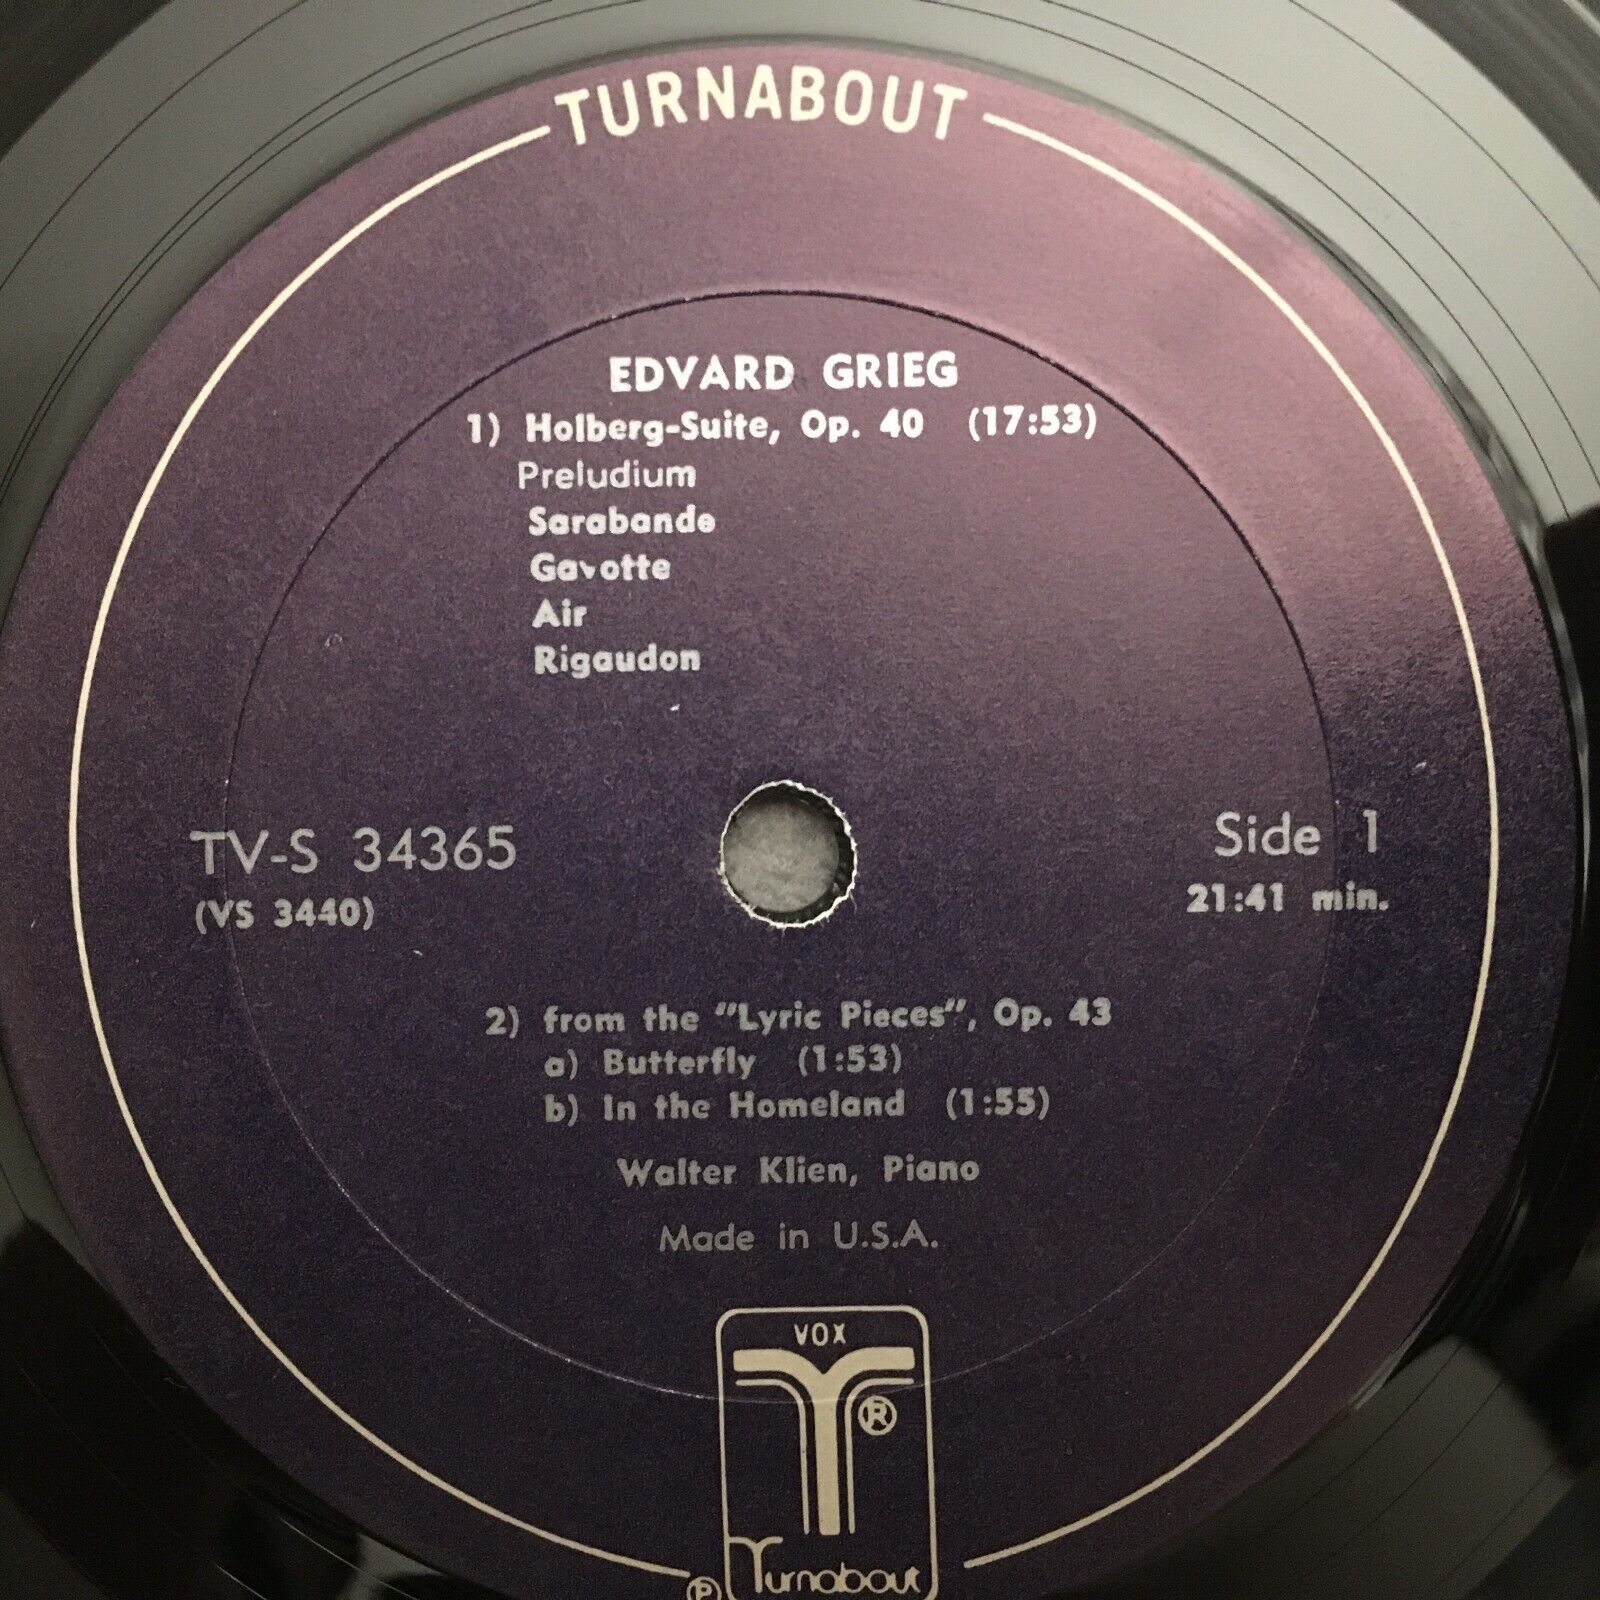 TURNABOUT
EDVARD GRIEG
1) Holberg-Suite, Op. 40 (17:53)
Preludium
Sarabande
Gavotte
Air
Rigaudon
TV-S 34365
(VS 3440)
Side 1
21:41 min.
2) from the "Lyric Pieces", Op. 43
a) Butterfly (1:53)
b) In the Homeland (1:55)
Walter Klien, Piano
Made in U.S.A.
VOX
®
℗ Turnabout